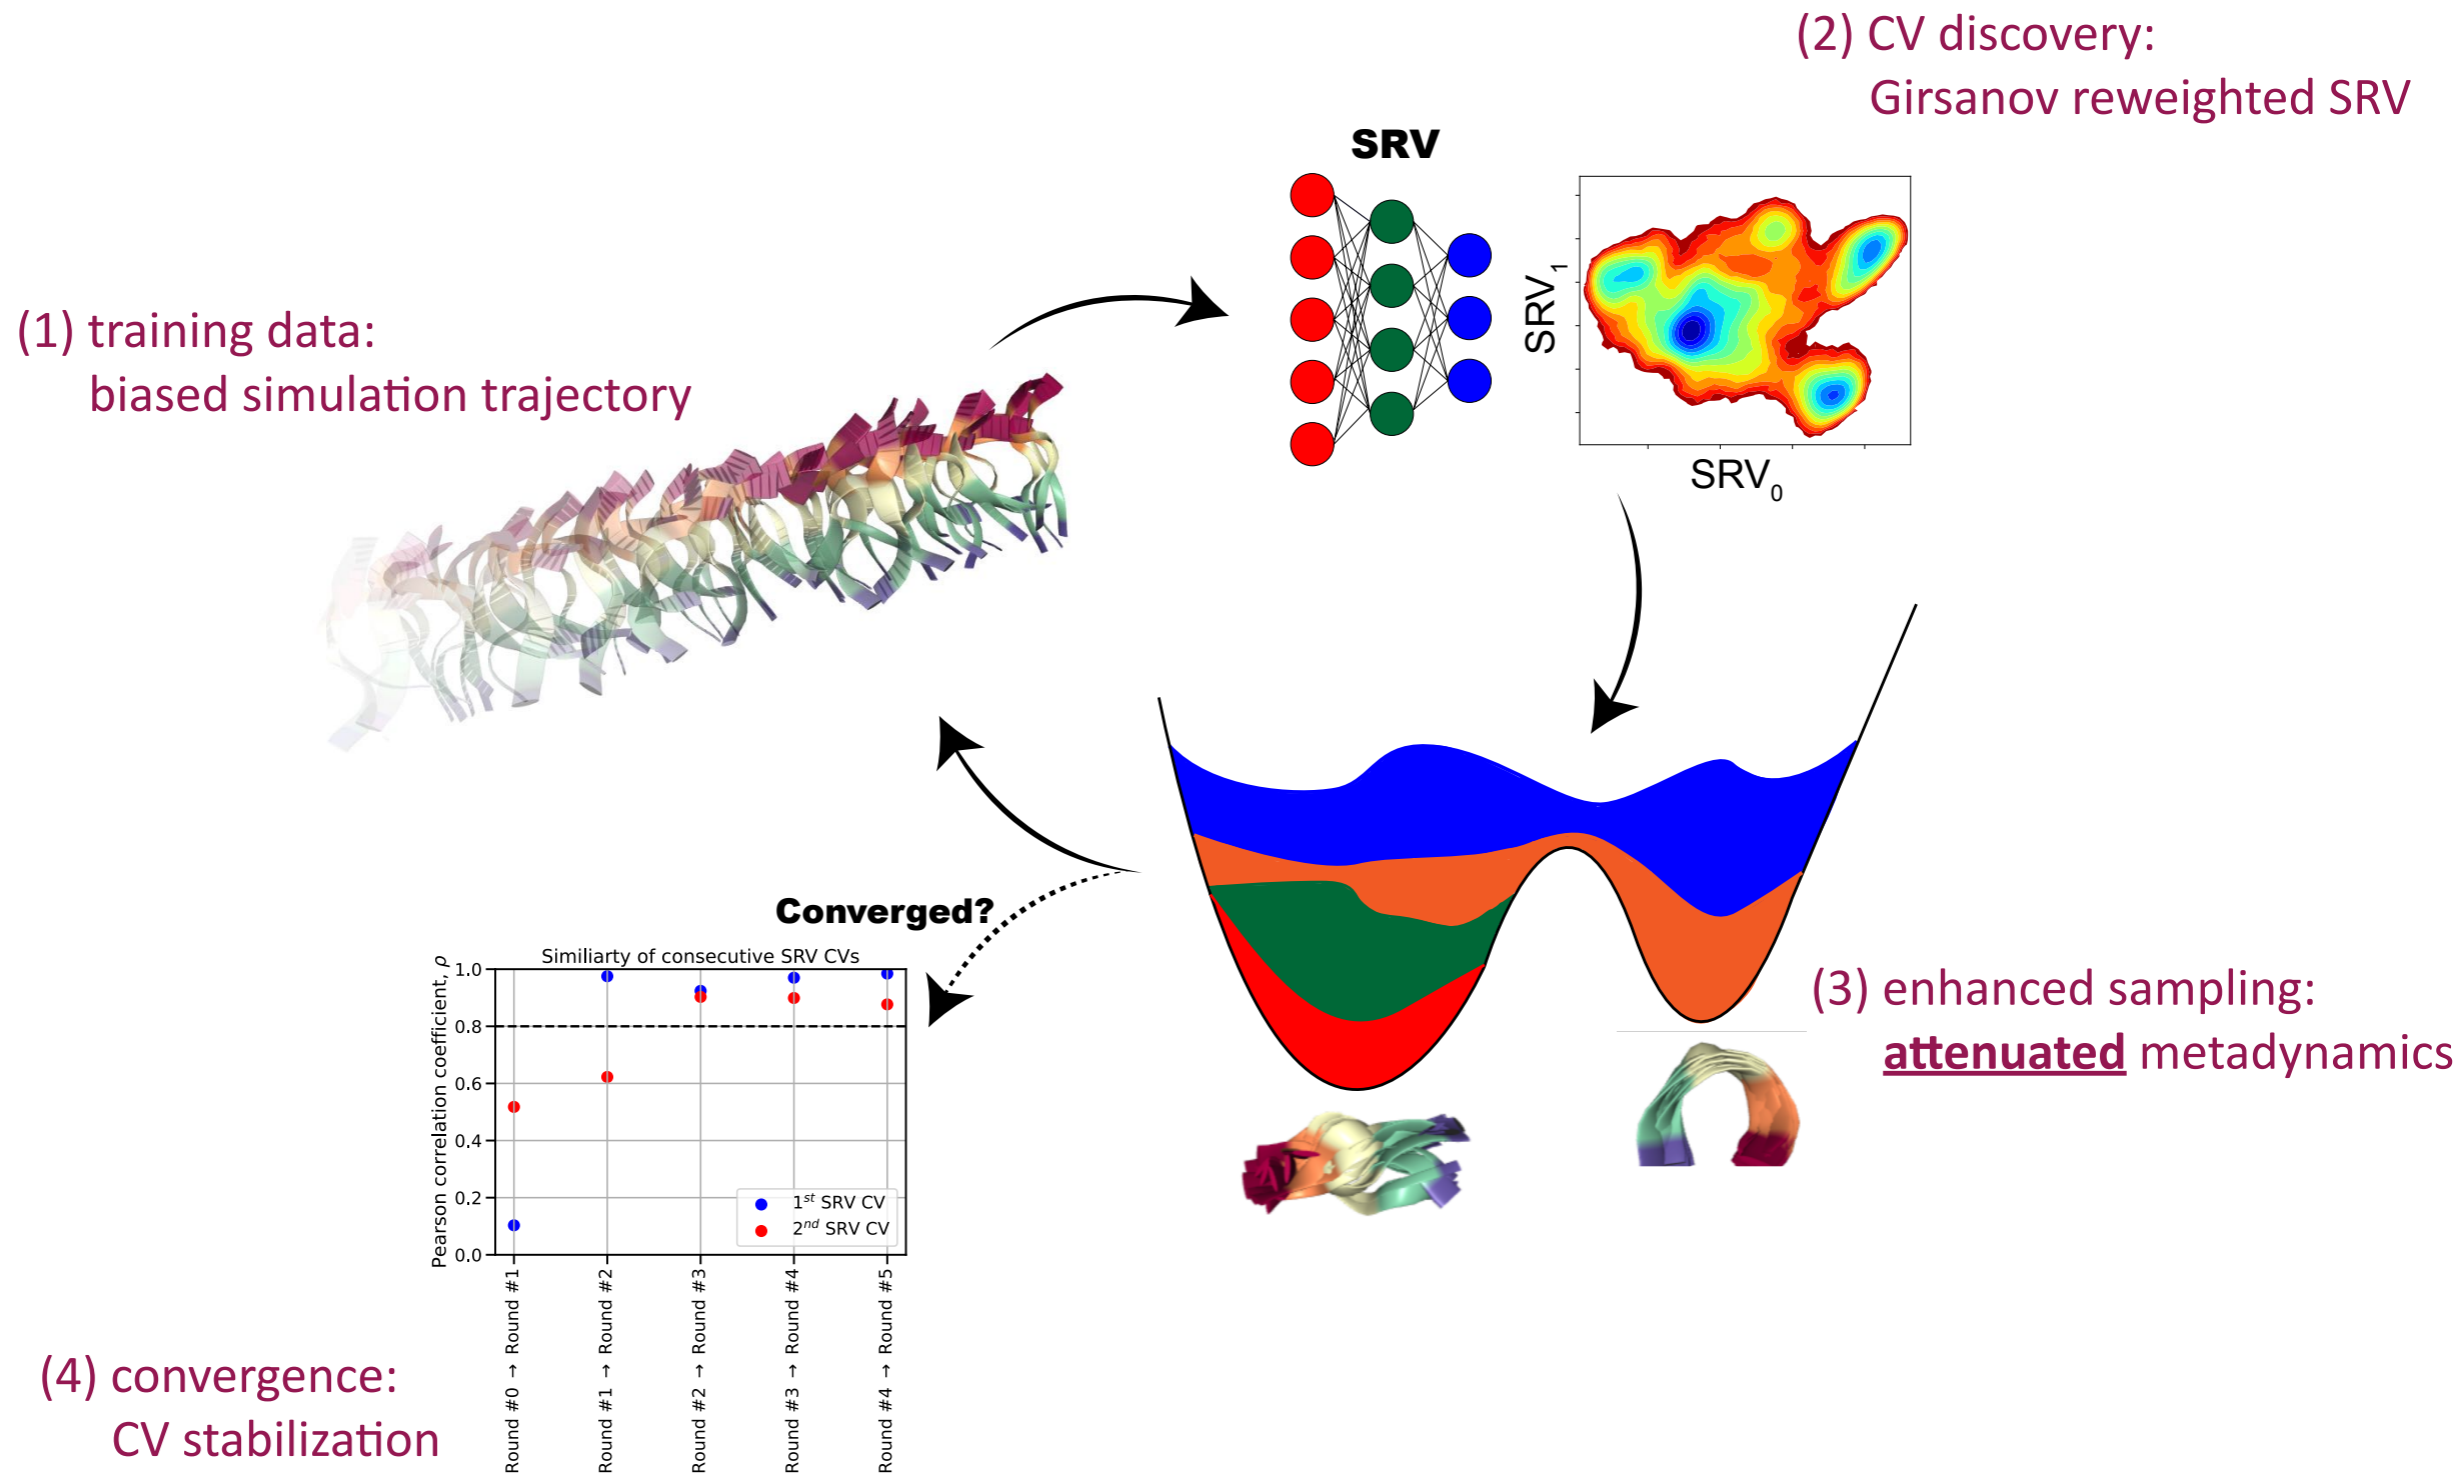 (2) CV discovery:
Girsanov reweighted SRV
SRV
SRV1
SRV0
(1) training data:
biased simulation trajectory
(3) enhanced sampling:
attenuated metadynamics
Converged?
Similiarty of consecutive SRV CVs
Pearson correlation coefficient, ρ
1.0
0.8
0.6
0.4
0.2
0.0
1st SRV CV
2nd SRV CV
Round #0 → Round #1
Round #1 → Round #2
Round #2 → Round #3
Round #3 → Round #4
Round #4 → Round #5
(4) convergence:
CV stabilization